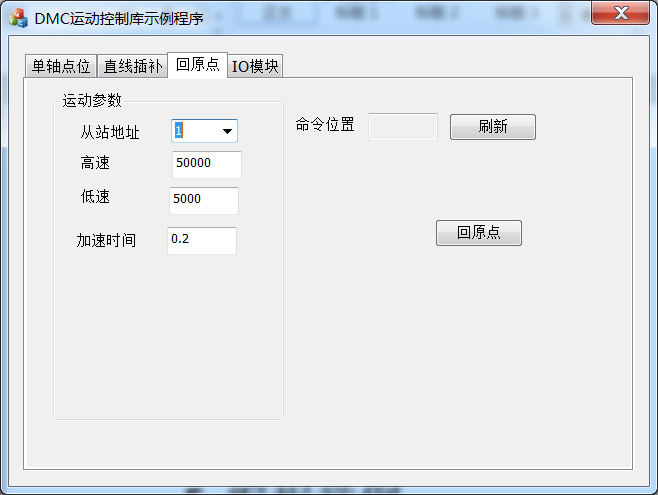 DMC运动控制库示例程序
单轴点位 直线插补 回原点 IO模块
运动参数
从站地址 1
高速 50000
低速 5000
加速时间 0.2
命令位置 刷新
回原点